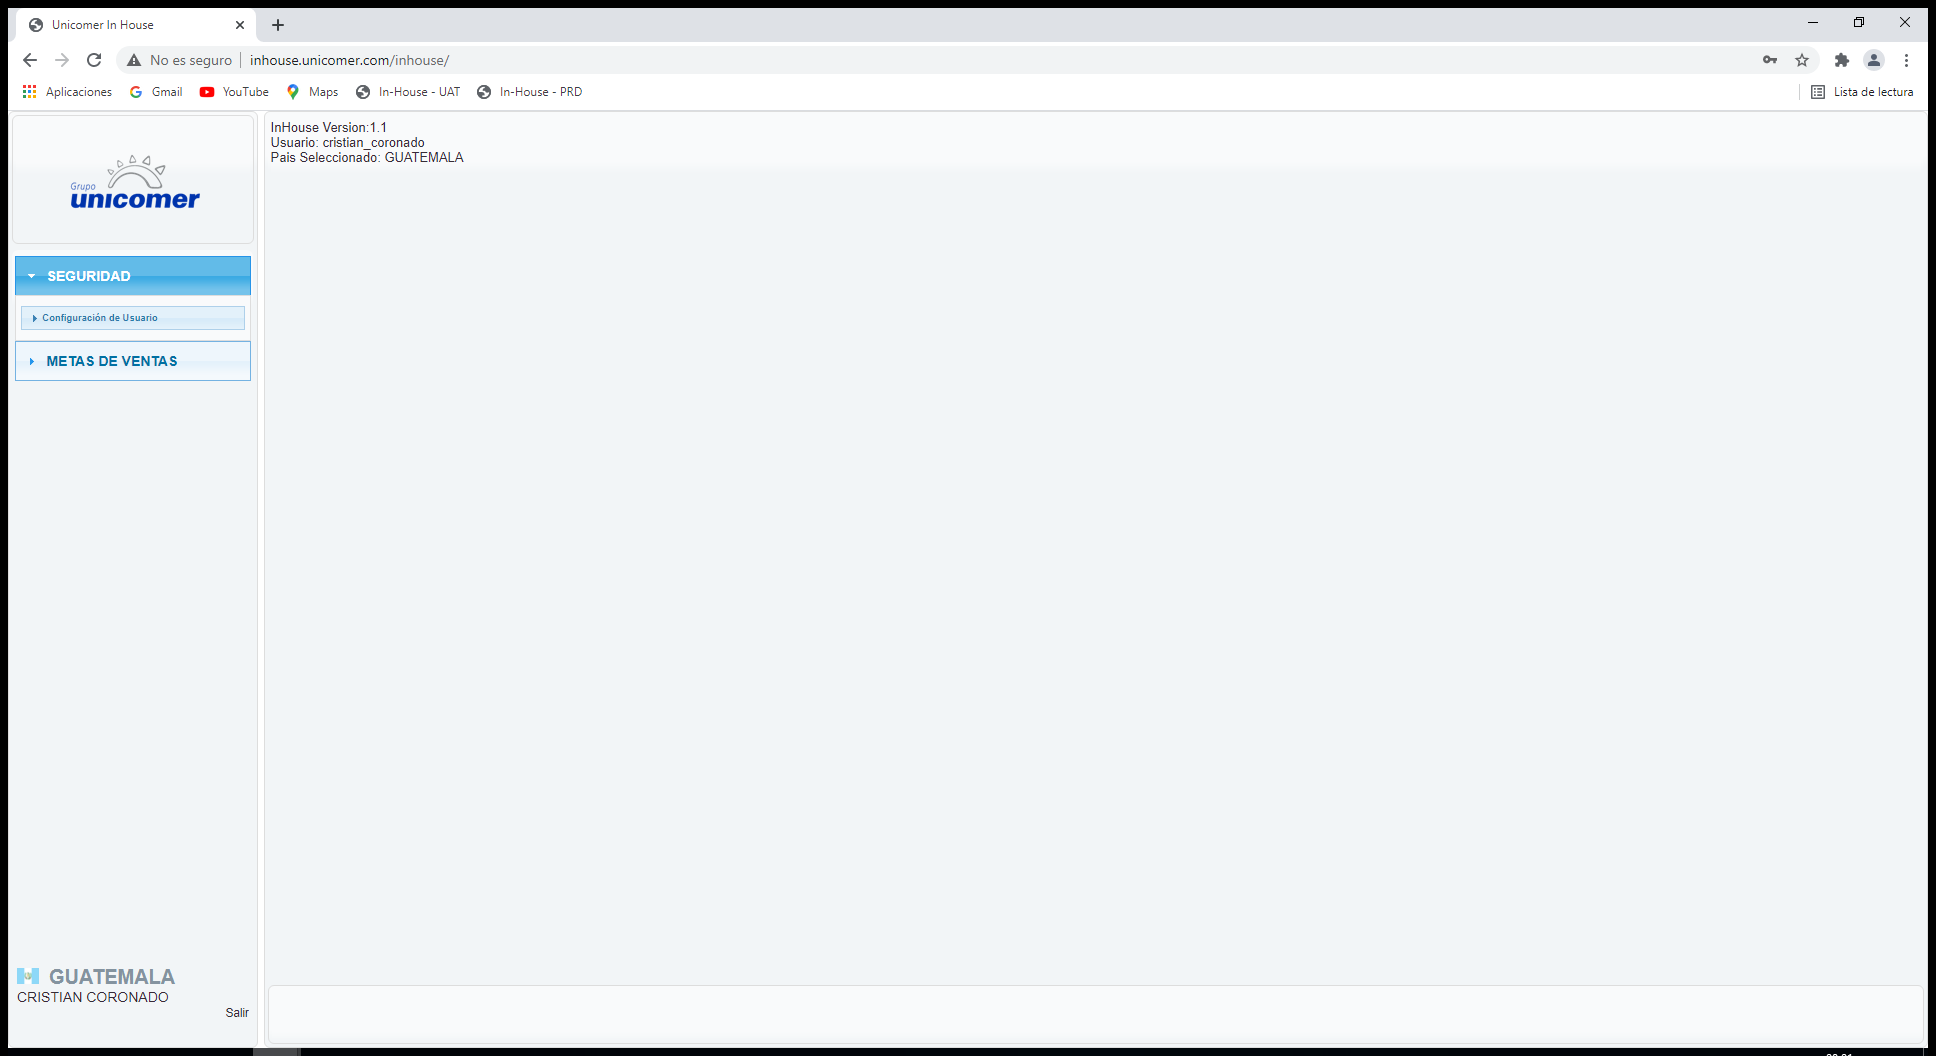 Unicomer In House
No es seguro
inhouse.unicomer.com/inhouse/
Aplicaciones
Gmail
YouTube
Maps
In-House - UAT
In-House - PRD
Lista de lectura
Grupo
unicomer
SEGURIDAD
Configuración de Usuario
METAS DE VENTAS
InHouse Version:1.1
Usuario: cristian_coronado
Pais Seleccionado: GUATEMALA
GUATEMALA
CRISTIAN CORONADO
Salir